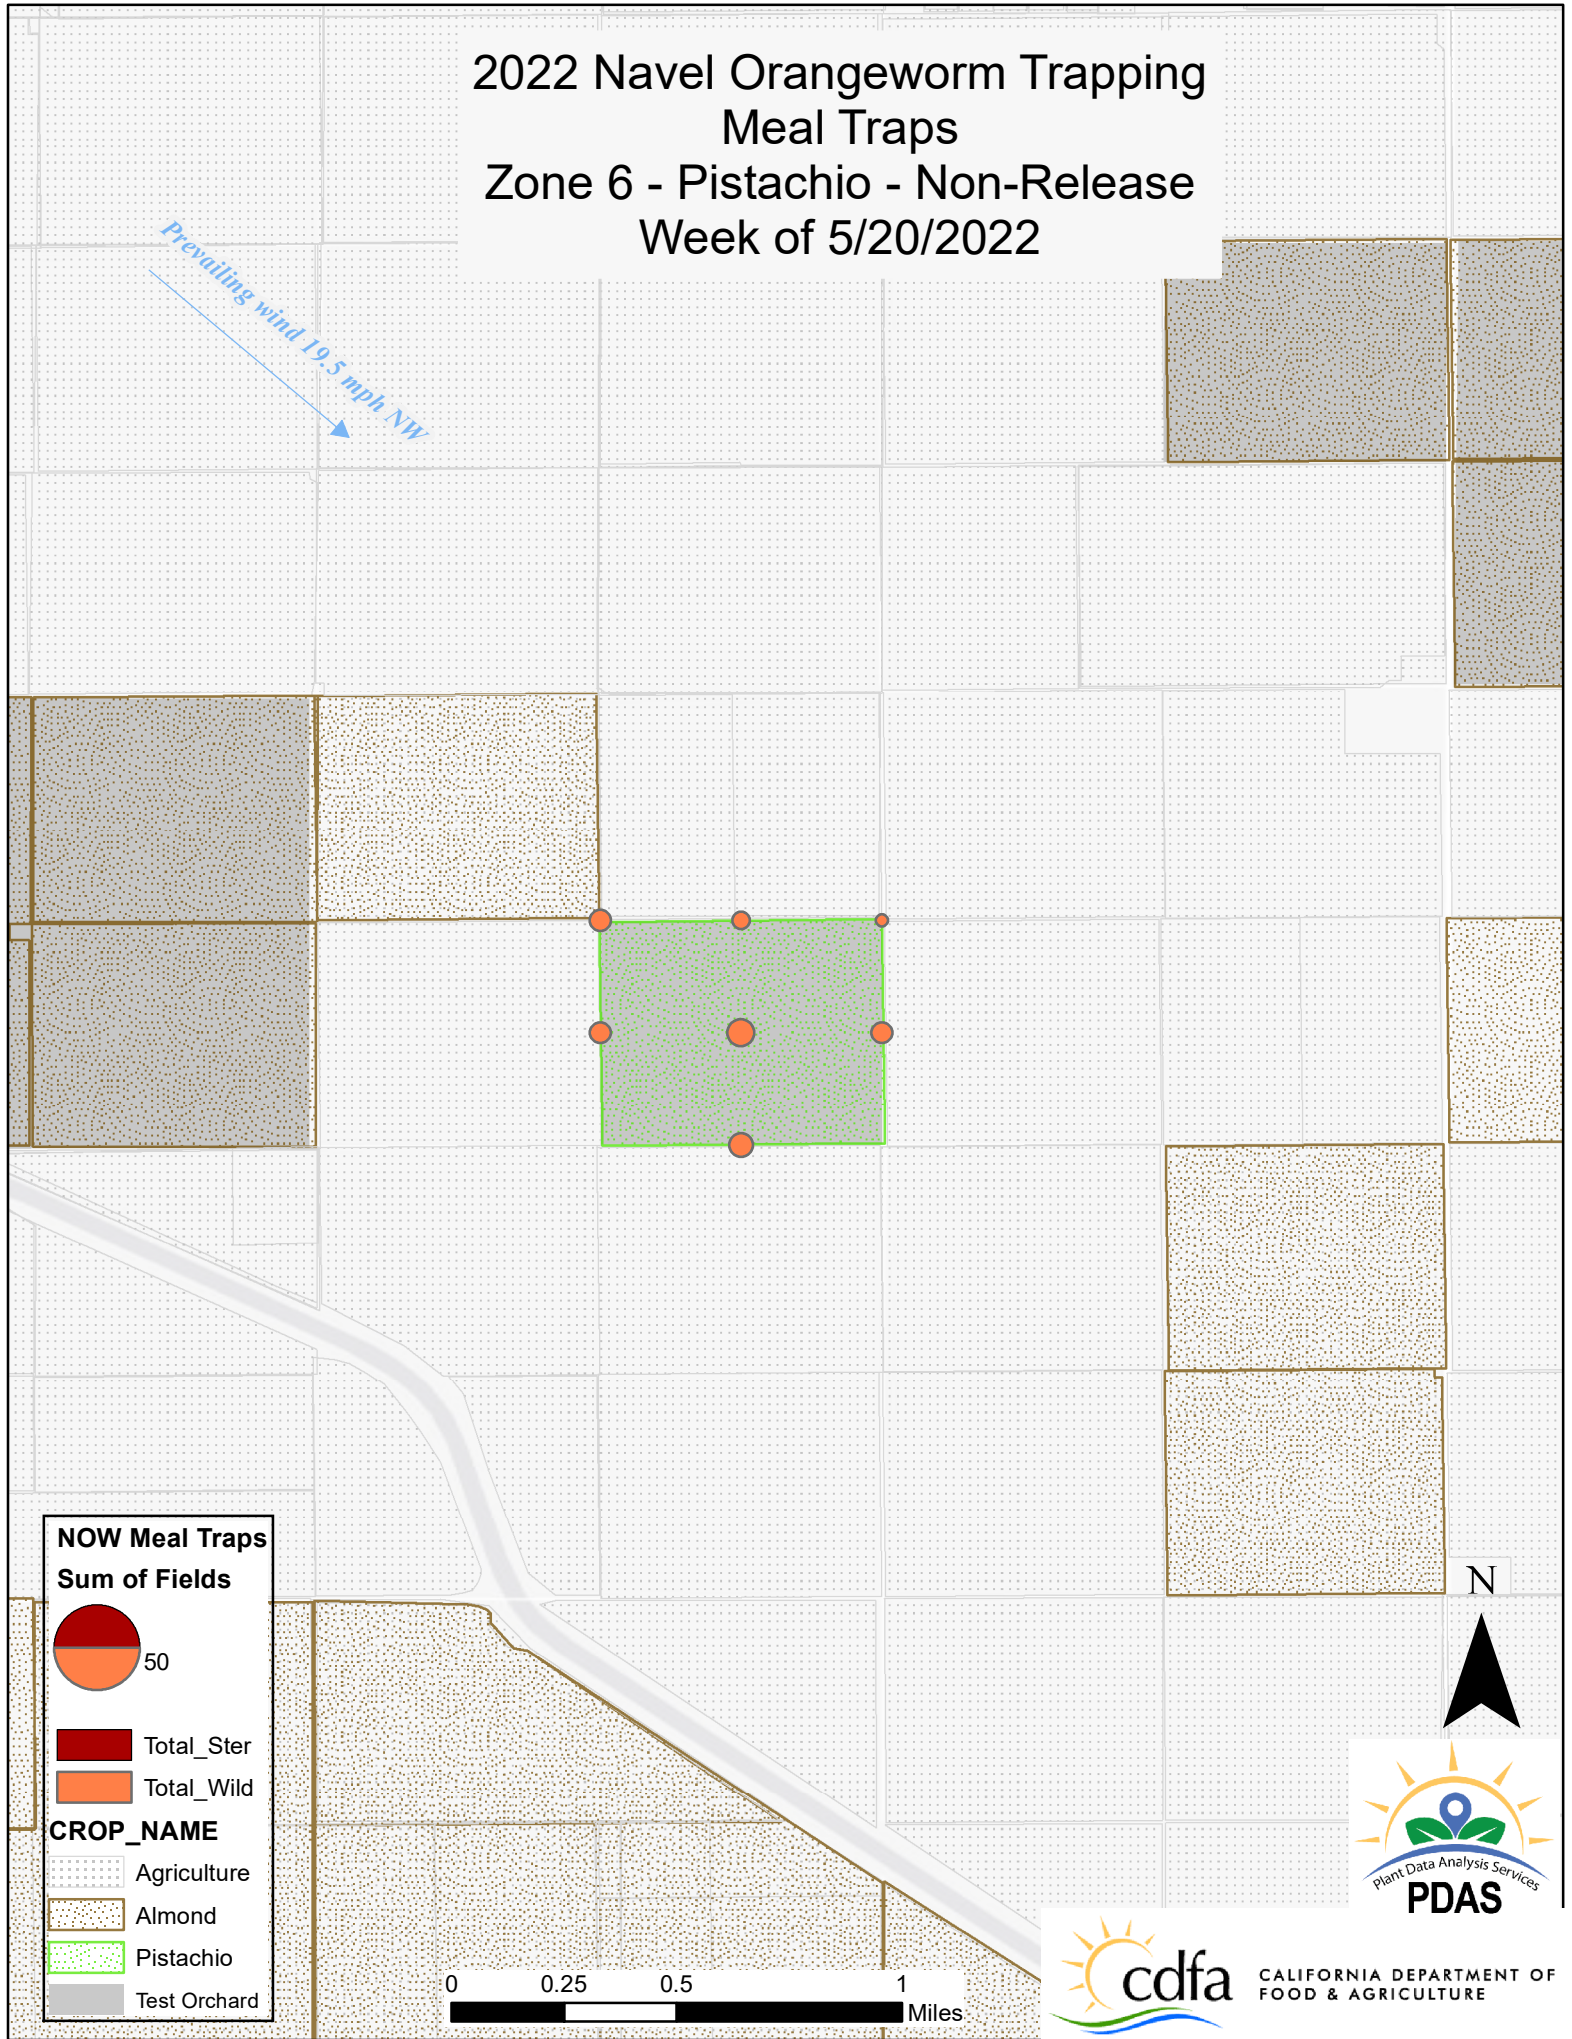 2022 Navel Orangeworm Trapping
Meal Traps
Zone 6 - Pistachio - Non-Release
Week of 5/20/2022
Prevailing wind 19.5 mph NW
NOW Meal Traps
Sum of Fields
50
Total_Ster
Total_Wild
CROP_NAME
Agriculture
Almond
Pistachio
Test Orchard
0 0.25 0.5 1
Miles
N
Plant Data Analysis Services
PDAS
cdfa
CALIFORNIA DEPARTMENT OF
FOOD & AGRICULTURE